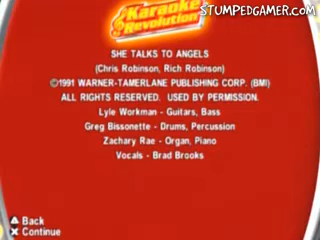 STUMPEDGAMER.COM
Karaoke
Revolution
SHE TALKS TO ANGELS
(Chris Robinson, Rich Robinson)
©1991 WARNER-TAMERLANE PUBLISHING CORP. (BMI)
ALL RIGHTS RESERVED. USED BY PERMISSION.
Lyle Workman - Guitars, Bass
Greg Bissonette - Drums, Percussion
Zachary Rae - Organ, Piano
Vocals - Brad Brooks
Back
Continue